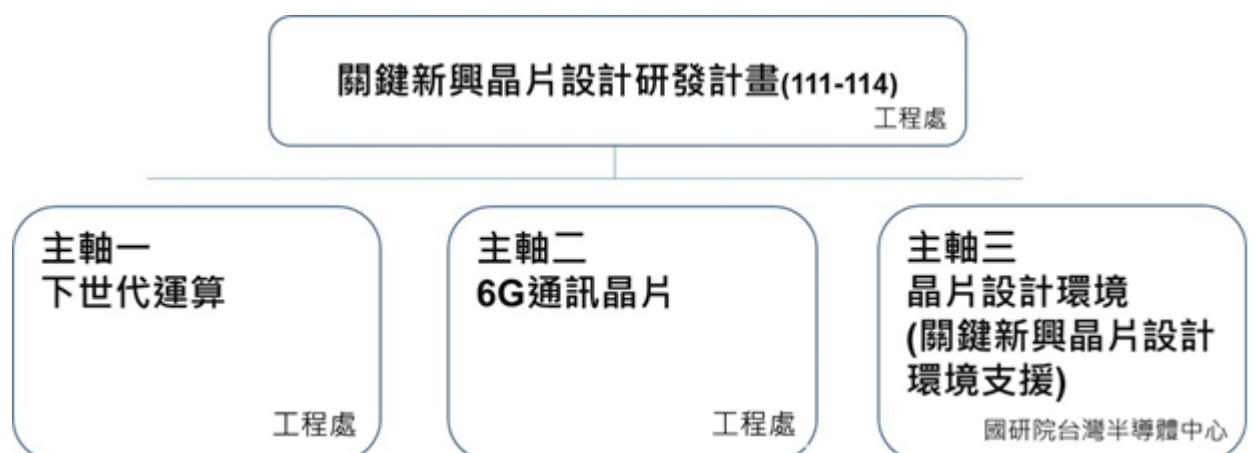 關鍵新興晶片設計研發計畫(111-114)
工程處
主軸一
下世代運算
工程處
主軸二
6G通訊晶片
工程處
主軸三
晶片設計環境
(關鍵新興晶片設計
環境支援)
國研院台灣半導體中心